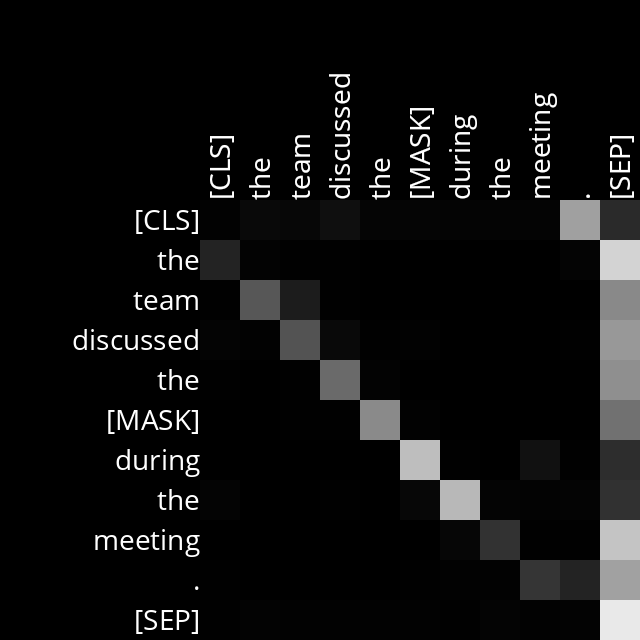 [CLS] the team discussed the [MASK] during the meeting . [SEP]
[CLS]
the
team
discussed
the
[MASK]
during
the
meeting
.
[SEP]